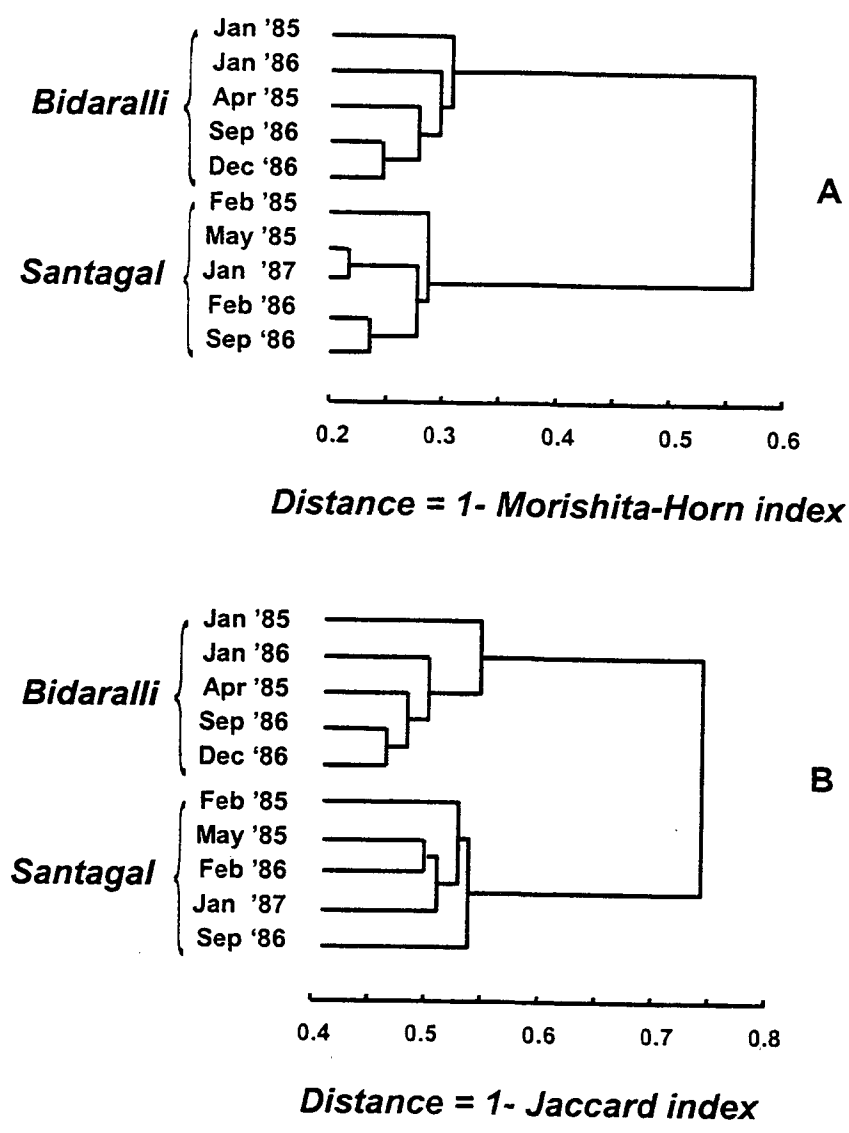 Jan '85
Jan '86
Bidaralli
Apr '85
Sep '86
Dec '86
Feb '85
A
May '85
Santagal
Jan '87
Feb '86
Sep '86
0.2 0.3 0.4 0.5 0.6
Distance = 1- Morishita-Horn index
Jan '85
Jan '86
Bidaralli
Apr '85
Sep '86
Dec '86
B
Feb '85
May '85
Santagal
Feb '86
Jan '87
Sep '86
0.4 0.5 0.6 0.7 0.8
Distance = 1- Jaccard index